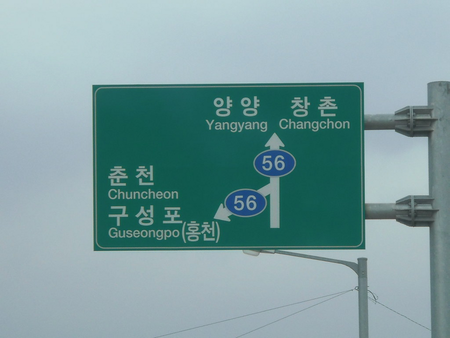 양양 창촌
Yangyang Changchon
56
춘천
Chuncheon
56
구성포
Guseongpo (홍천)